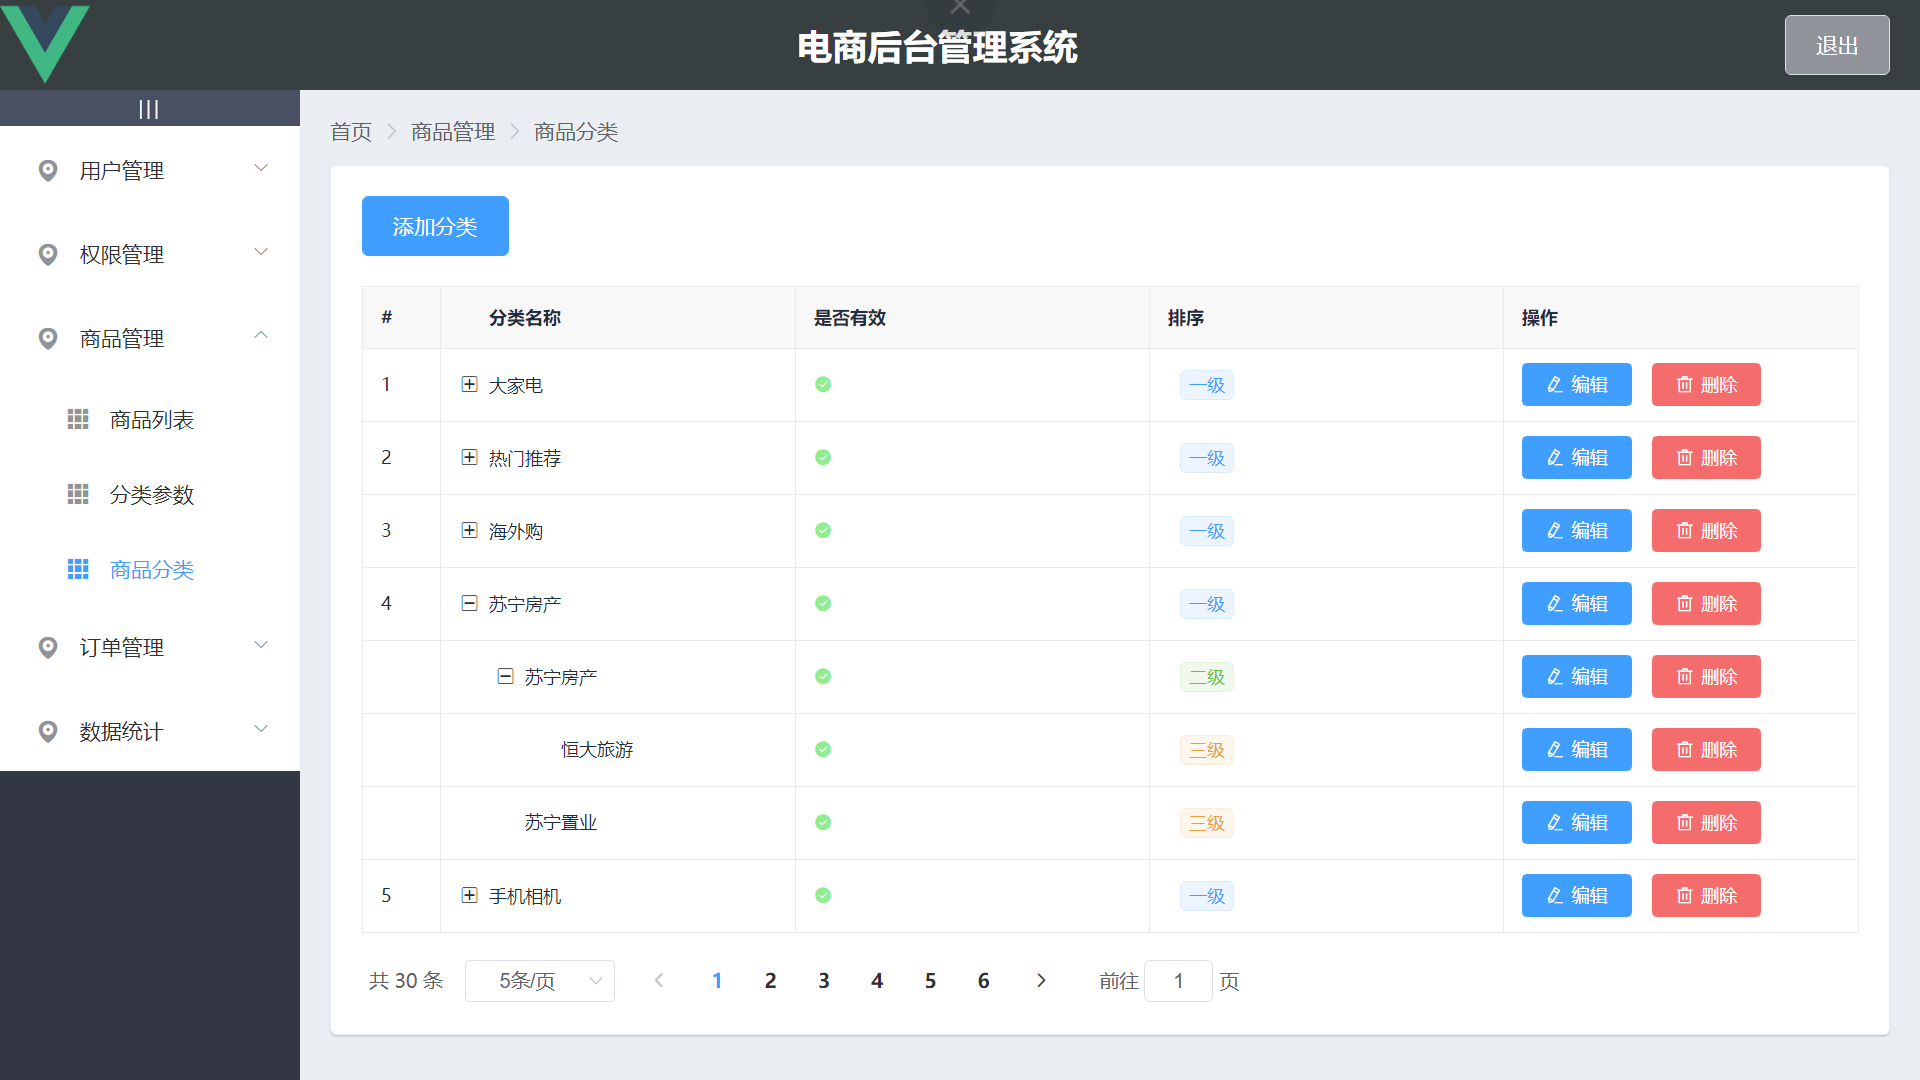 电商后台管理系统
退出
|||
用户管理
权限管理
商品管理
商品列表
分类参数
商品分类
订单管理
数据统计
首页 商品管理 商品分类
添加分类
# 分类名称 是否有效 排序 操作
1 大家电 一级 编辑 删除
2 热门推荐 一级 编辑 删除
3 海外购 一级 编辑 删除
4 苏宁房产 一级 编辑 删除
苏宁房产 二级 编辑 删除
恒大旅游 三级 编辑 删除
苏宁置业 三级 编辑 删除
5 手机相机 一级 编辑 删除
共 30 条 5条/页 1 2 3 4 5 6 前往 1 页